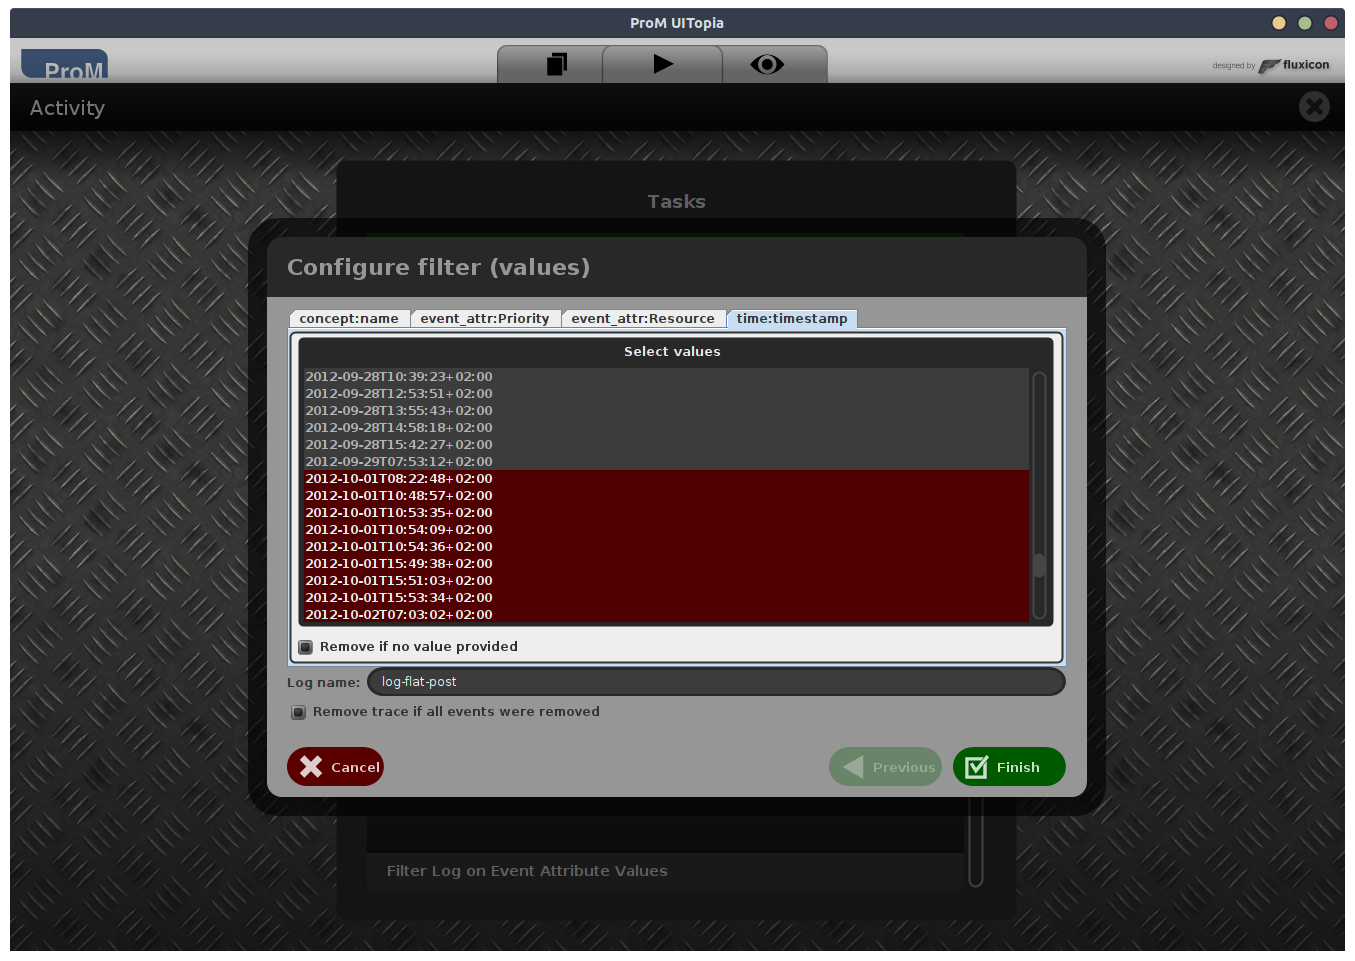 ProM UITopia
ProM
designed by fluxicon
Activity
Tasks
Configure filter (values)
concept:name event_attr:Priority event_attr:Resource time:timestamp
Select values
2012-09-28T10:39:23+02:00
2012-09-28T12:53:51+02:00
2012-09-28T13:55:43+02:00
2012-09-28T14:58:18+02:00
2012-09-28T15:42:27+02:00
2012-09-29T07:53:12+02:00
2012-10-01T08:22:48+02:00
2012-10-01T10:48:57+02:00
2012-10-01T10:53:35+02:00
2012-10-01T10:54:09+02:00
2012-10-01T10:54:36+02:00
2012-10-01T15:49:38+02:00
2012-10-01T15:51:03+02:00
2012-10-01T15:53:34+02:00
2012-10-02T07:03:02+02:00
Remove if no value provided
Log name: log-flat-post
Remove trace if all events were removed
Cancel Previous Finish
Filter Log on Event Attribute Values